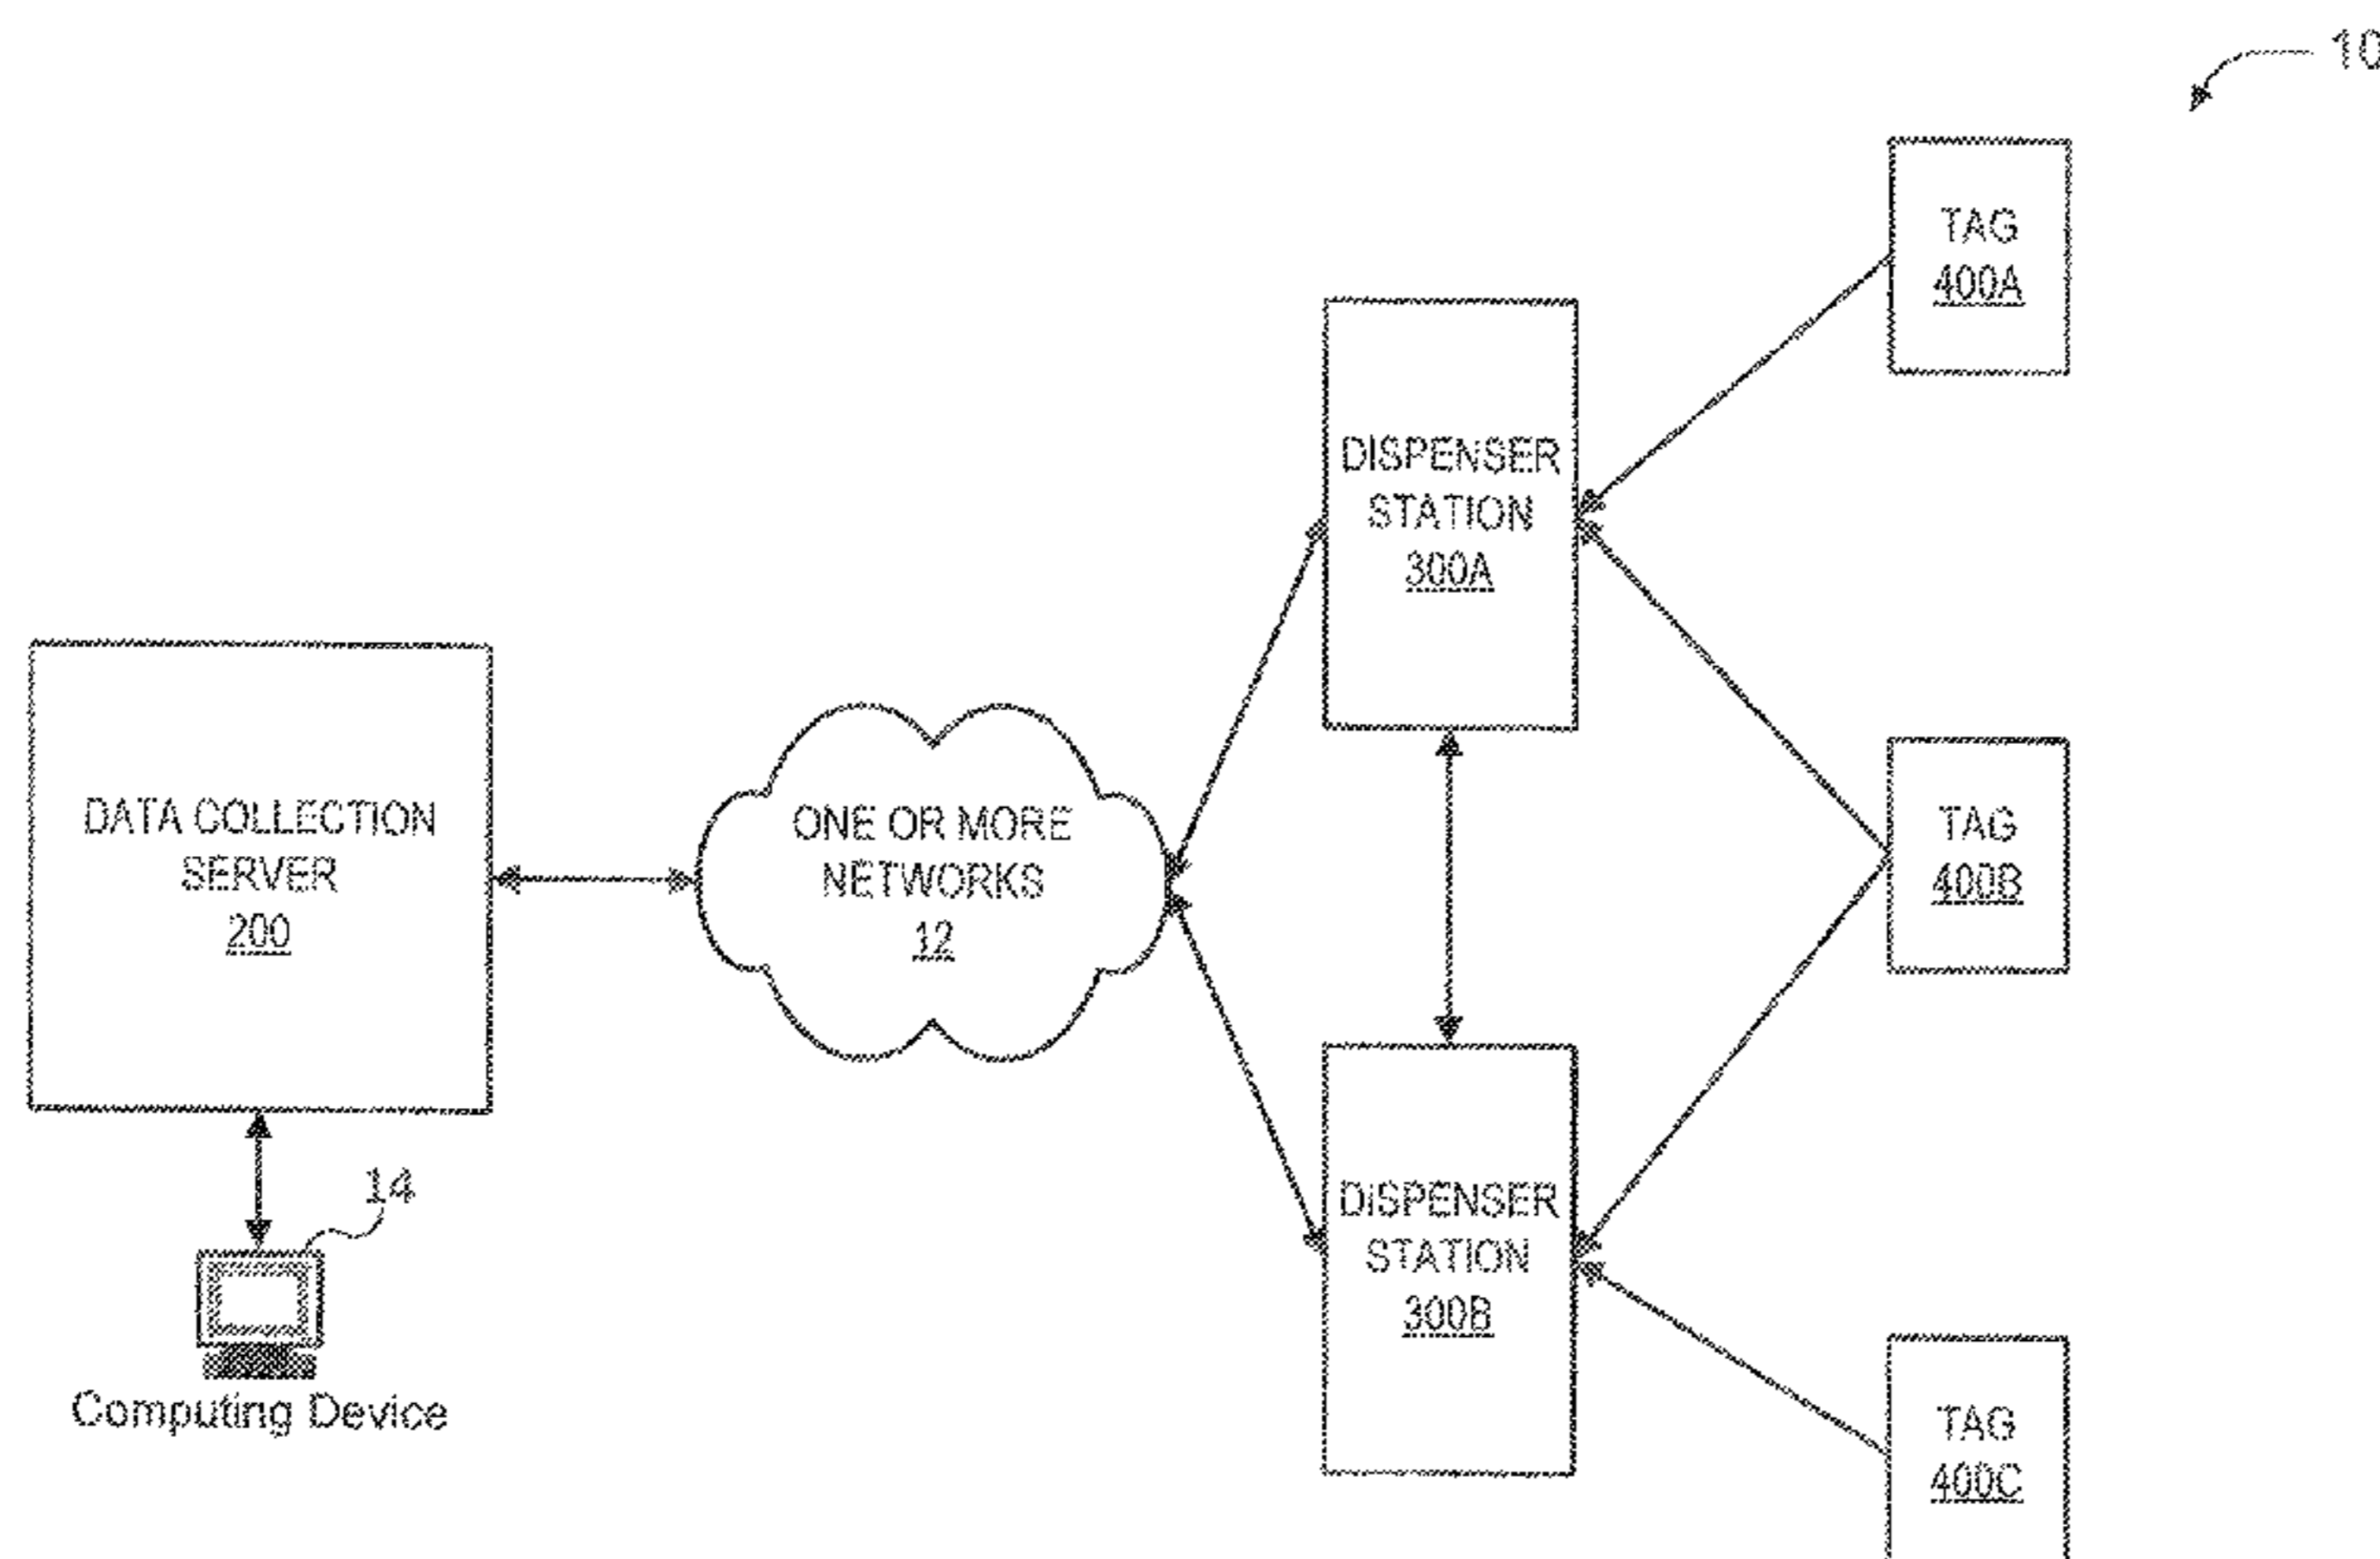 10
TAG
400A
DISPENSER
STATION
300A
DATA COLLECTION
SERVER
200
ONE OR MORE
NETWORKS
12
TAG
400B
14
Computing Device
DISPENSER
STATION
300B
TAG
400C